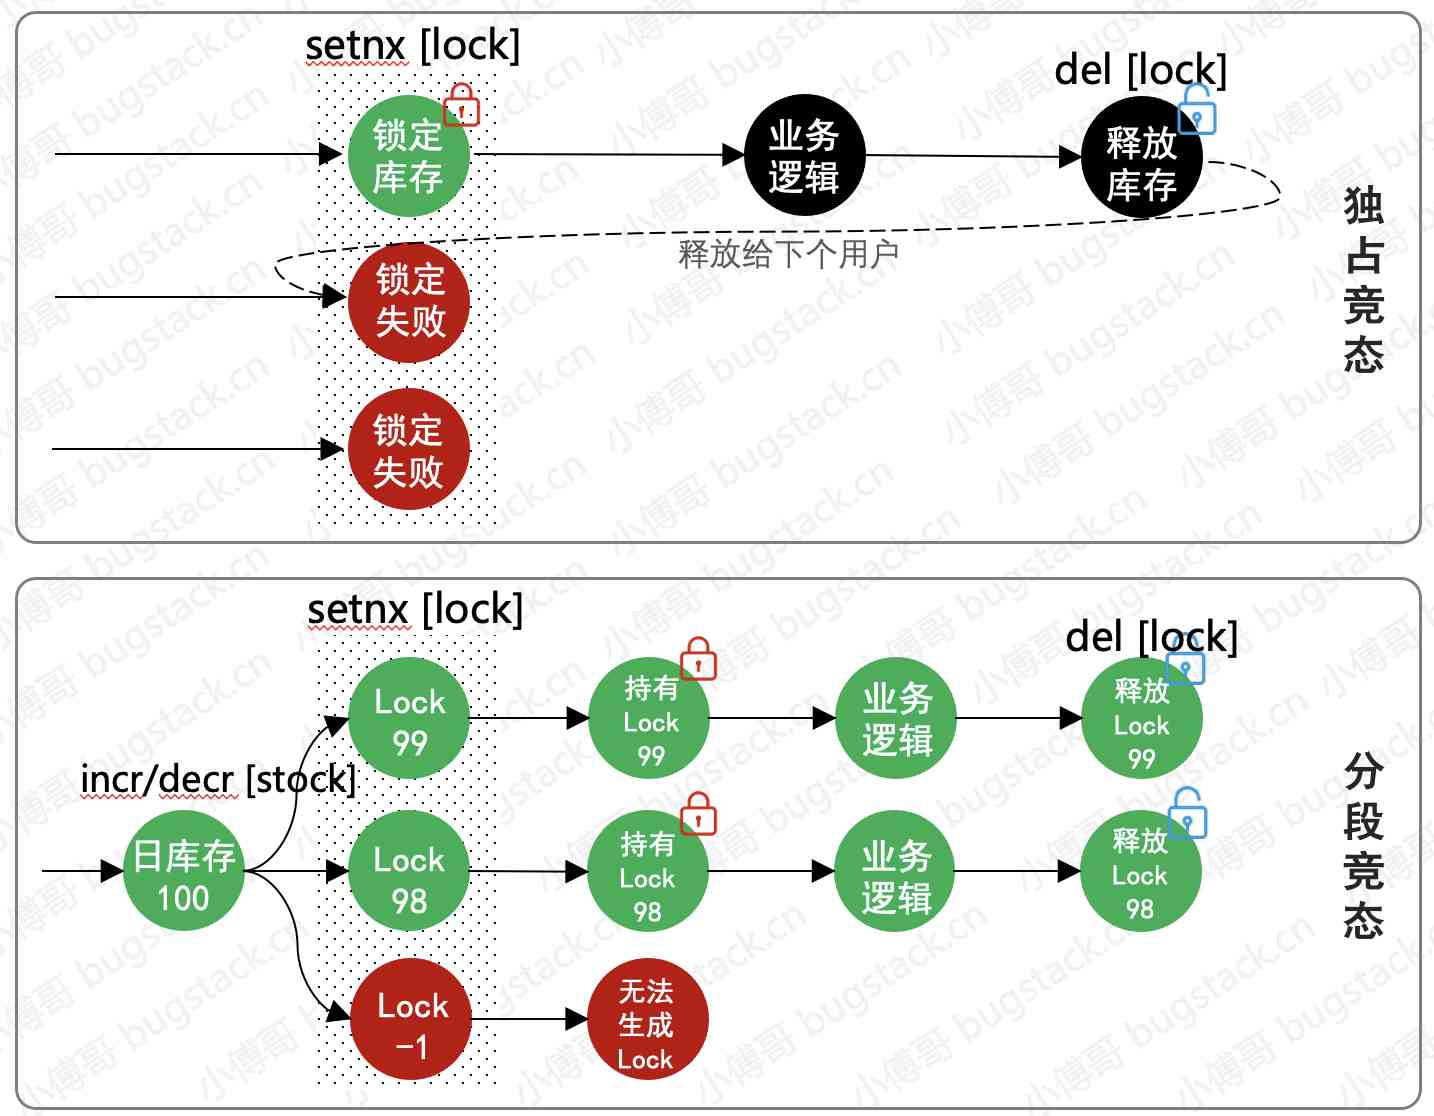 setnx [lock]
del [lock]
锁定
库存
业务
逻辑
释放
库存
释放给下个用户
锁定
失败
锁定
失败
独占竞态
setnx [lock]
del [lock]
incr/decr [stock]
日库存
100
Lock
99
持有
Lock
99
业务
逻辑
释放
Lock
99
Lock
98
持有
Lock
98
业务
逻辑
释放
Lock
98
Lock
-1
无法
生成
Lock
分段竞态
小傅哥 bugstack.cn